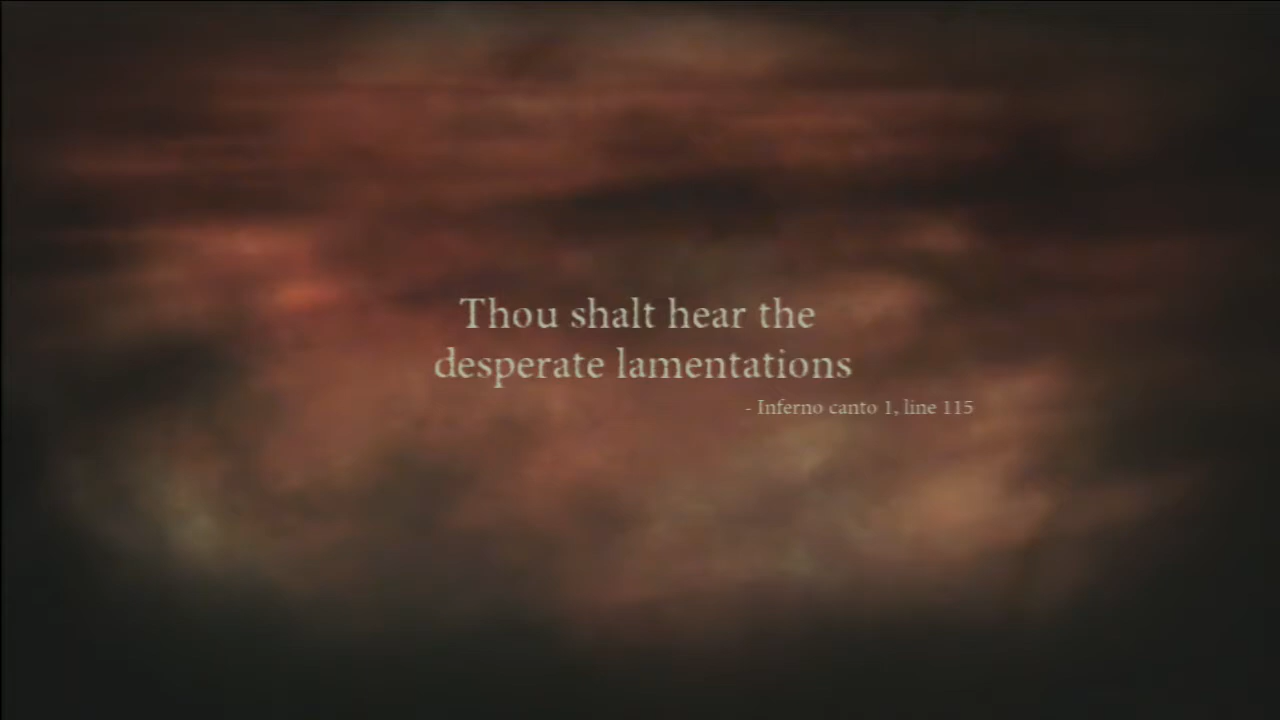 Thou shalt hear the
desperate lamentations
- Inferno canto 1, line 115